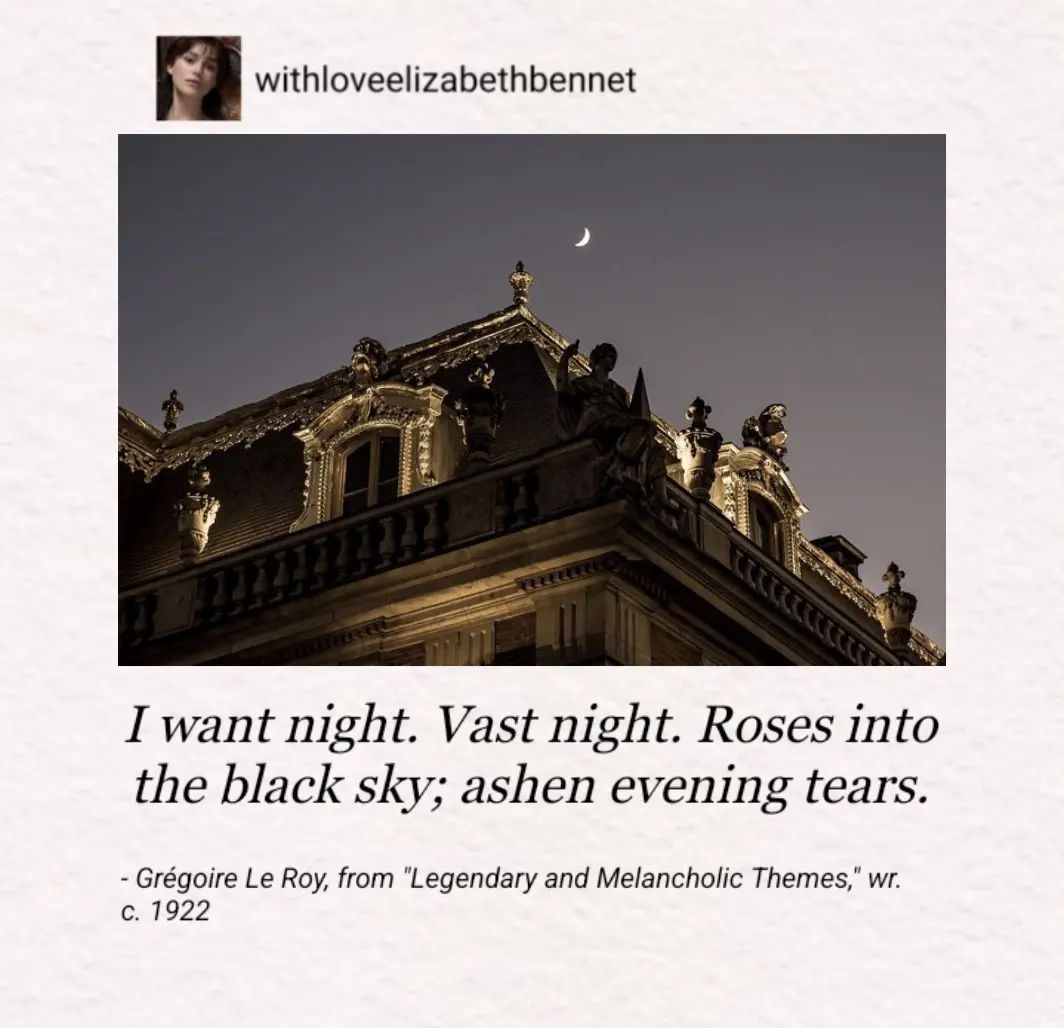 withloveelizabethbennet
I want night. Vast night. Roses into
the black sky; ashen evening tears.
- Grégoire Le Roy, from "Legendary and Melancholic Themes," wr.
c. 1922